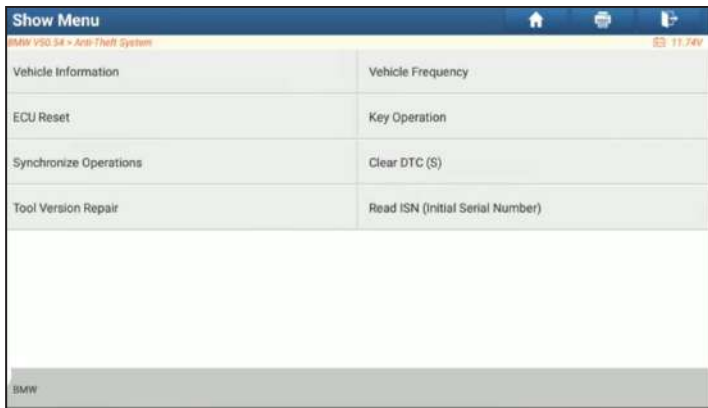 Show Menu
BMW V50.54 > Anti-Theft System
11.74V
Vehicle Information
Vehicle Frequency
ECU Reset
Key Operation
Synchronize Operations
Clear DTC (S)
Tool Version Repair
Read ISN (Initial Serial Number)
BMW